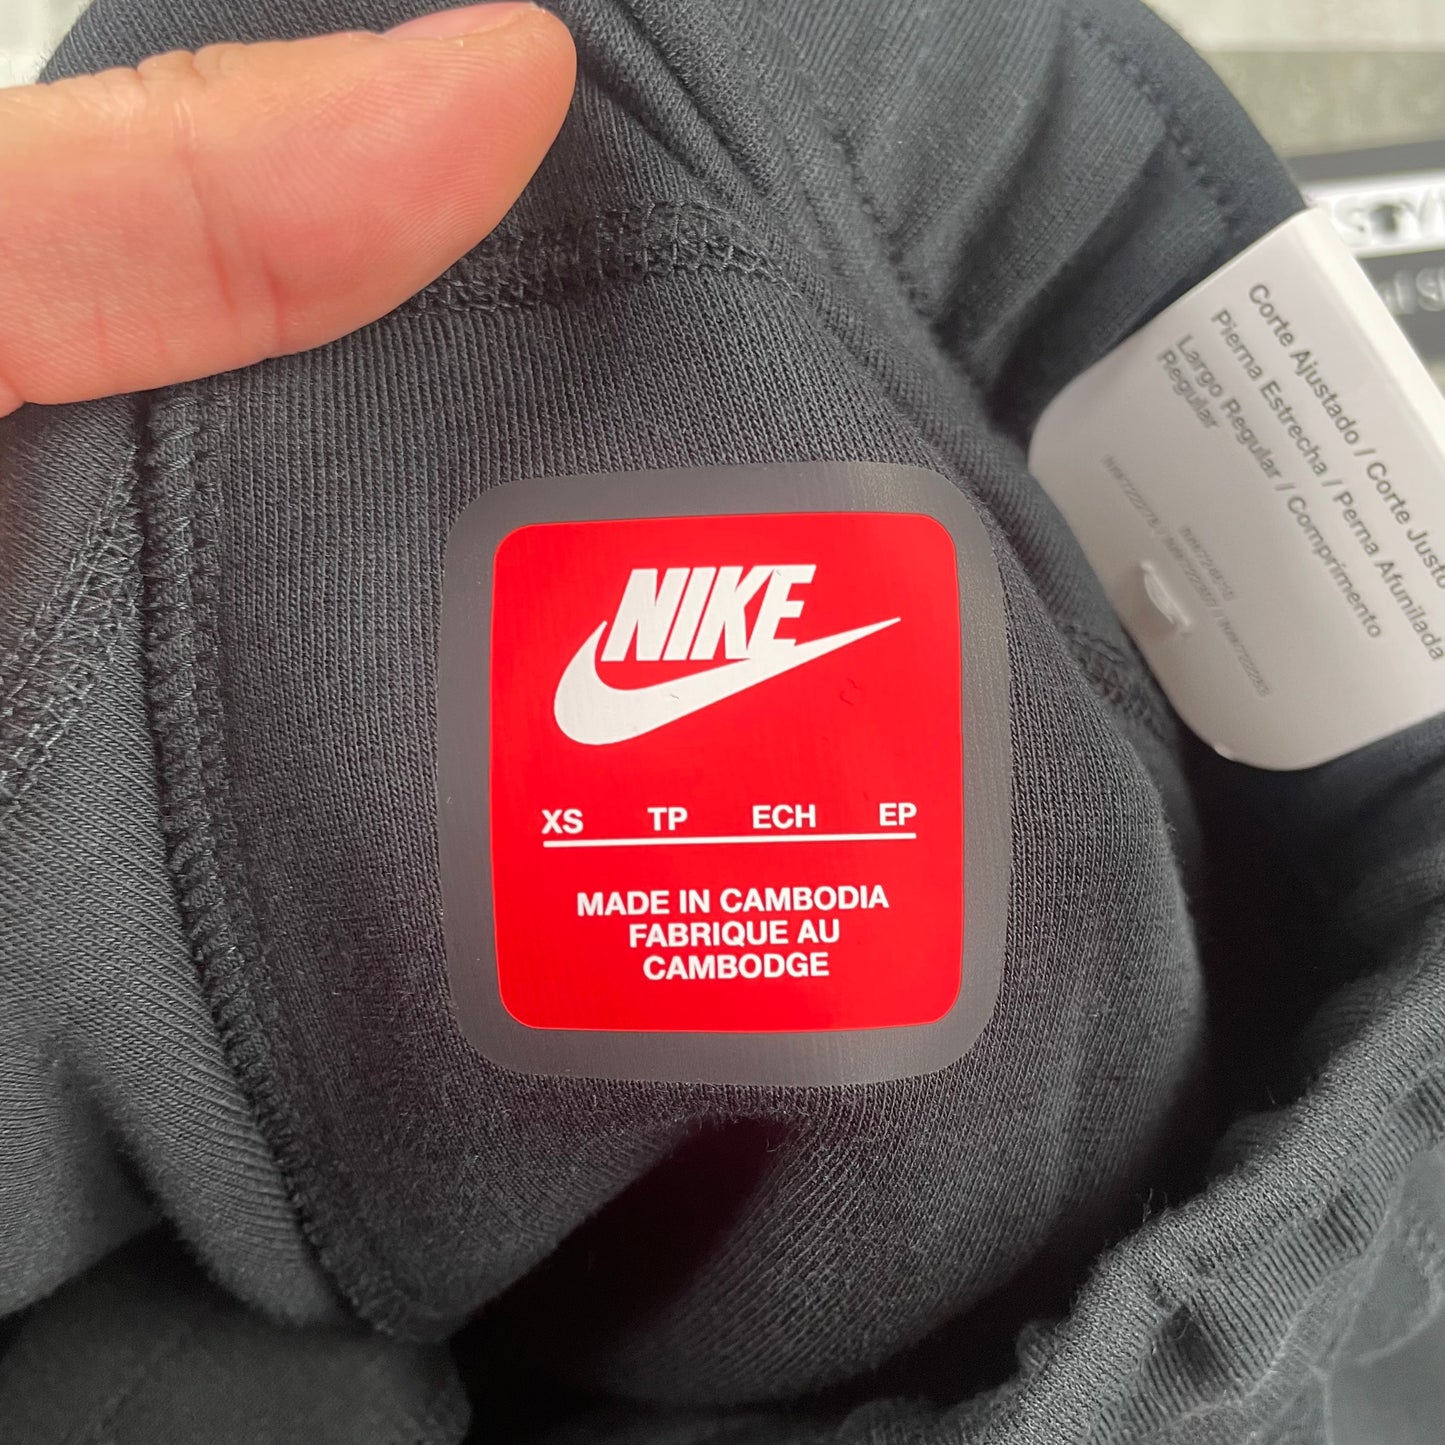 NIKE
XS TP ECH EP
MADE IN CAMBODIA
FABRIQUE AU
CAMBODGE
Corte Ajustado / Corte Justo
Pierna Estrecha / Perna Afunilada
Largo Regular / Comprimento
Regular